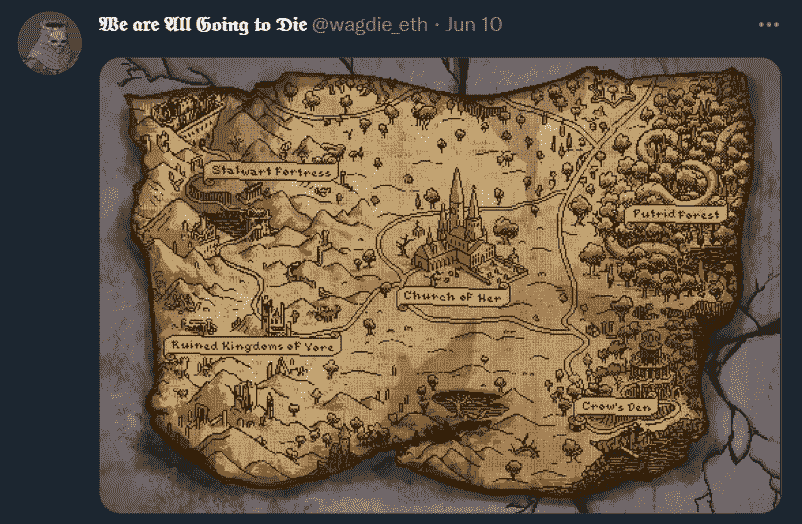 We are All Going to Die @wagdie_eth · Jun 10
Stalwart Fortress
Putrid Forest
Church of Her
Ruined Kingdoms of Yore
Crow's Den